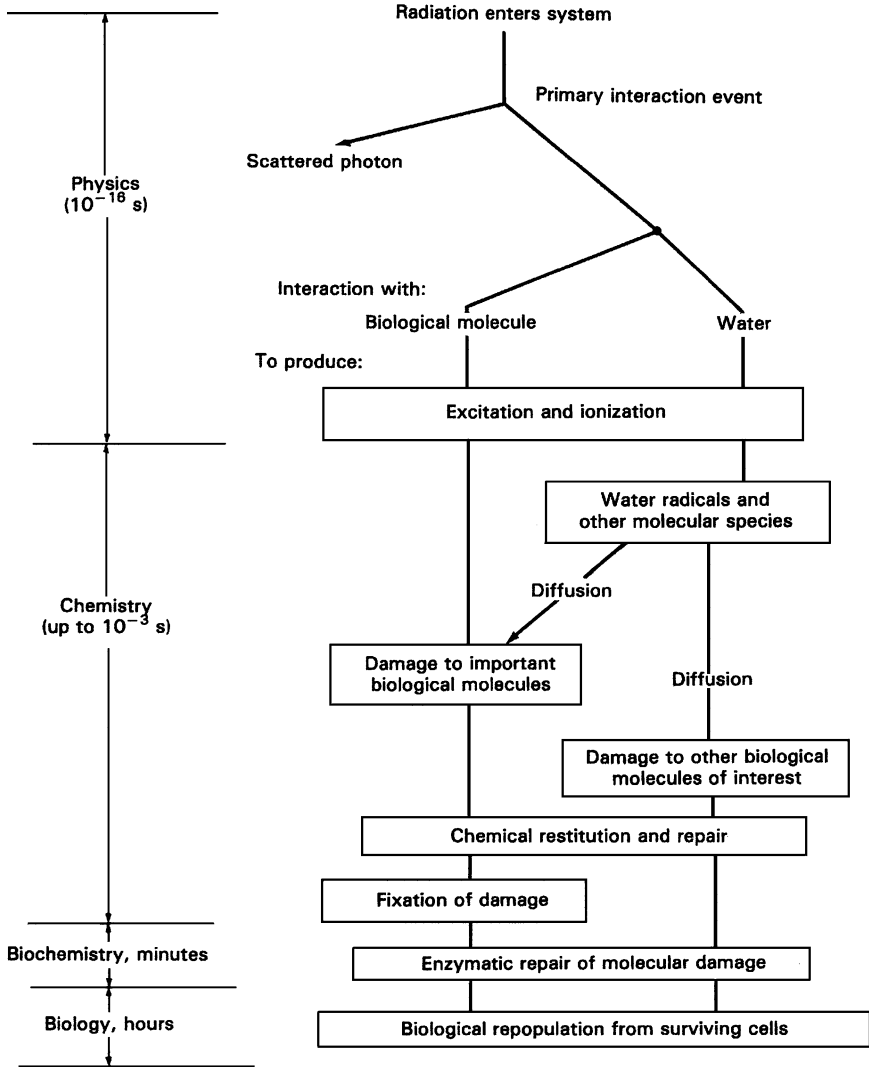 Radiation enters system
Primary interaction event
Scattered photon
Physics
(10⁻¹⁶ s)
Interaction with:
Biological molecule
Water
To produce:
Excitation and ionization
Water radicals and
other molecular species
Diffusion
Chemistry
(up to 10⁻³ s)
Damage to important
biological molecules
Diffusion
Damage to other biological
molecules of interest
Chemical restitution and repair
Fixation of damage
Biochemistry, minutes
Enzymatic repair of molecular damage
Biology, hours
Biological repopulation from surviving cells